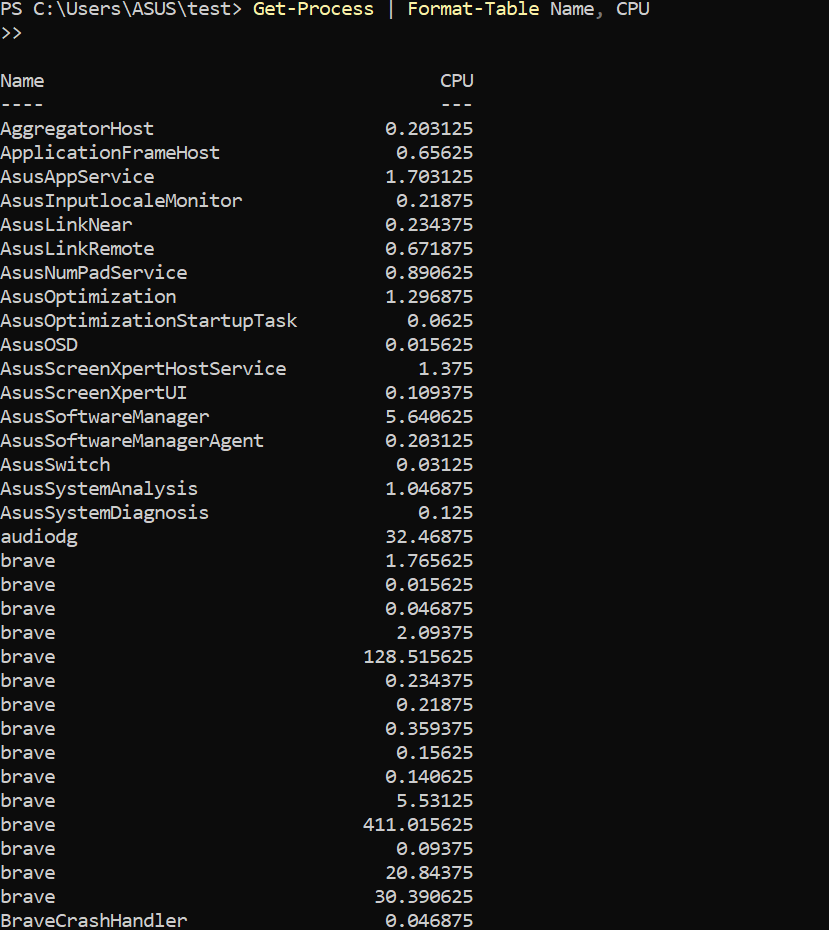 PS C:\Users\ASUS\test> Get-Process | Format-Table Name, CPU
>>
Name CPU
---- ---
AggregatorHost 0.203125
ApplicationFrameHost 0.65625
AsusAppService 1.703125
AsusInputlocaleMonitor 0.21875
AsusLinkNear 0.234375
AsusLinkRemote 0.671875
AsusNumPadService 0.890625
AsusOptimization 1.296875
AsusOptimizationStartupTask 0.0625
AsusOSD 0.015625
AsusScreenXpertHostService 1.375
AsusScreenXpertUI 0.109375
AsusSoftwareManager 5.640625
AsusSoftwareManagerAgent 0.203125
AsusSwitch 0.03125
AsusSystemAnalysis 1.046875
AsusSystemDiagnosis 0.125
audiodg 32.46875
brave 1.765625
brave 0.015625
brave 0.046875
brave 2.09375
brave 128.515625
brave 0.234375
brave 0.21875
brave 0.359375
brave 0.15625
brave 0.140625
brave 5.53125
brave 411.015625
brave 0.09375
brave 20.84375
brave 30.390625
BraveCrashHandler 0.046875